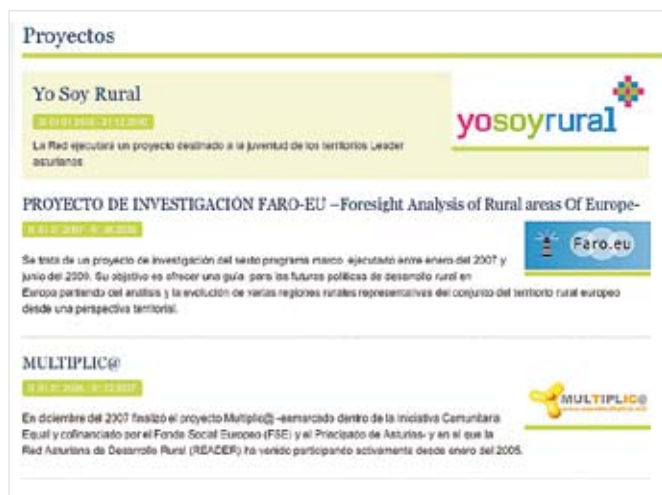 Proyectos
Yo Soy Rural
La Red ejecutará un proyecto destinado a la juventud de los territorios Leader
asturianos
yosoyrural
PROYECTO DE INVESTIGACIÓN FARO-EU –Foresight Analysis of Rural areas Of Europe-
Faro.eu
Se trata de un proyecto de investigación del sexto programa marco ejecutado entre enero del 2007 y
junio del 2009. Su objetivo es ofrecer una guía para las futuras políticas de desarrollo rural en
Europa partiendo del análisis y la evolución de varias regiones rurales representativas del conjunto del territorio rural europeo
desde una perspectiva territorial.
MULTIPLIC@
MULTIPLIC@
En diciembre del 2007 finalizó el proyecto Multiplic@ -enmarcado dentro de la Iniciativa Comunitaria
Equal y cofinanciado por el Fondo Social Europeo (FSE) y el Principado de Asturias- y en el que la
Red Asturiana de Desarrollo Rural (READER) ha venido participando activamente desde enero del 2005.